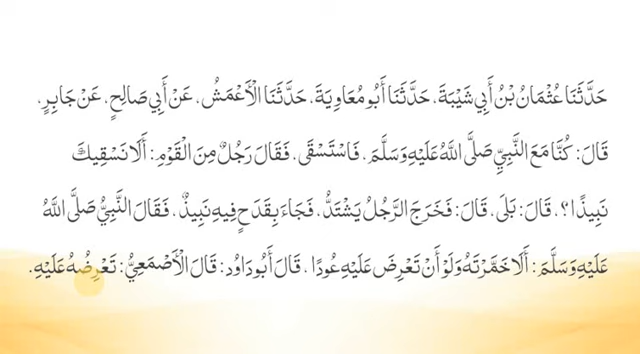 حَدَّثَنَا عُثْمَانُ بْنُ أَبِي شَيْبَةَ، حَدَّثَنَا أَبُو مُعَاوِيَةَ، حَدَّثَنَا الْأَعْمَشُ، عَنْ أَبِي صَالِحٍ، عَنْ جَابِرٍ،
قَالَ: كُنَّا مَعَ النَّبِيِّ صَلَّى اللَّهُ عَلَيْهِ وَسَلَّمَ، فَاسْتَسْقَى، فَقَالَ رَجُلٌ مِنَ الْقَوْمِ: أَلَا نَسْقِيكَ
نَبِيذًا؟، قَالَ: بَلَى، قَالَ: فَخَرَجَ الرَّجُلُ يَشْتَدُّ، فَجَاءَ بِقَدَحٍ فِيهِ نَبِيذٌ، فَقَالَ النَّبِيُّ صَلَّى اللَّهُ
عَلَيْهِ وَسَلَّمَ: أَلَا خَمَّرْتَهُ وَلَوْ أَنْ تَعْرِضَ عَلَيْهِ عُودًا، قَالَ أَبُو دَاوُد: قَالَ الْأَصْمَعِيُّ: تَعْرِضُهُ عَلَيْهِ.